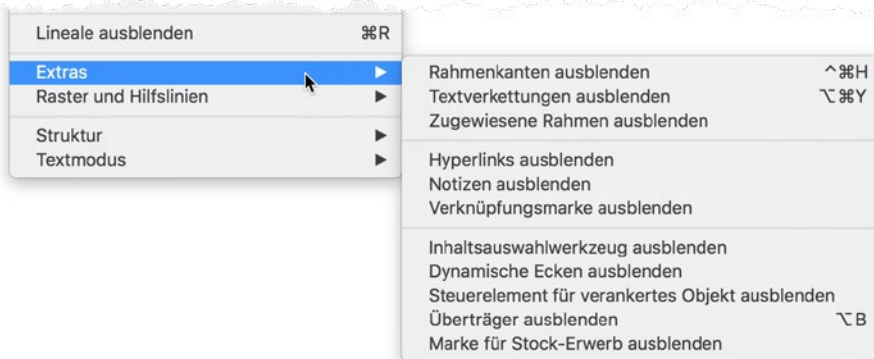 Lineale ausblenden ⌘R
Extras ▶
Raster und Hilfslinien ▶
Struktur ▶
Textmodus ▶
Rahmenkanten ausblenden ^⌘H
Textverkettungen ausblenden ⌥⌘Y
Zugewiesene Rahmen ausblenden
Hyperlinks ausblenden
Notizen ausblenden
Verknüpfungsmarke ausblenden
Inhaltsauswahlwerkzeug ausblenden
Dynamische Ecken ausblenden
Steuerelement für verankertes Objekt ausblenden
Überträger ausblenden ⌥B
Marke für Stock-Erwerb ausblenden